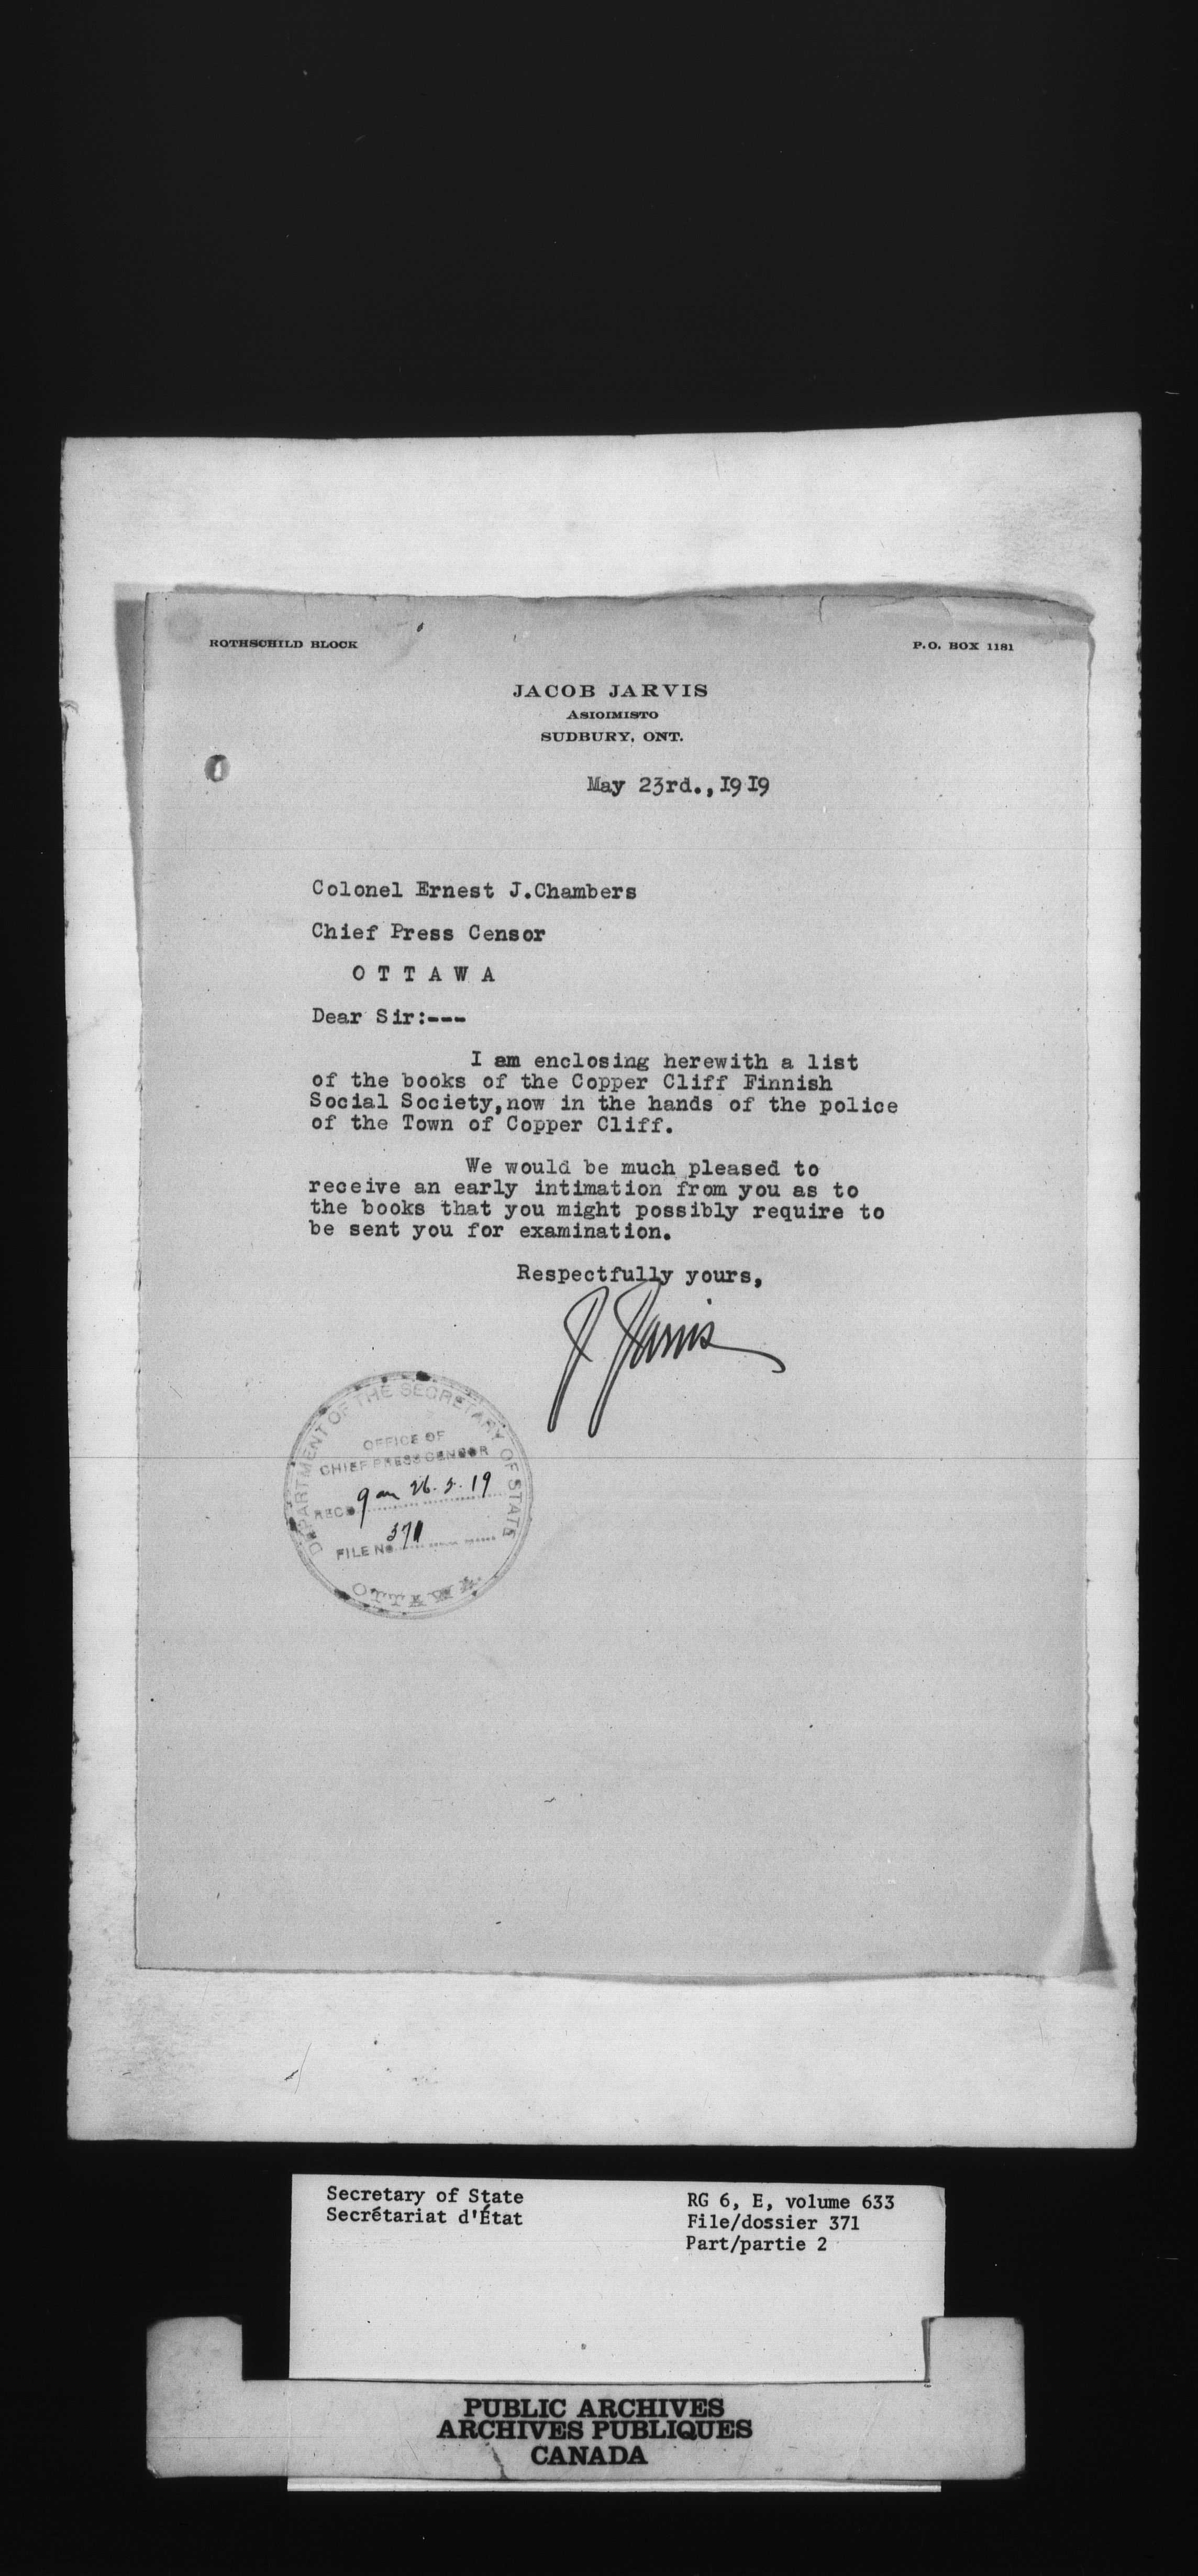 ROTHSCHILD BLOCK
P.O. BOX 1181
JACOB JARVIS
ASIOIMISTO
SUDBURY, ONT.
May 23rd.,1919
Colonel Ernest J.Chambers
Chief Press Censor
O T T A W A
Dear Sir:---
I am enclosing herewith a list
of the books of the Copper Cliff Finnish
Social Society,now in the hands of the police
of the Town of Copper Cliff.
We would be much pleased to
receive an early intimation from you as to
the books that you might possibly require to
be sent you for examination.
Respectfully yours,
J Jarvis
DEPARTMENT OF THE SECRETARY OF STATE
OFFICE OF
CHIEF PRESS CENSOR
RECD 9 am 26.5.19
FILE No. 371
OTTAWA.
Secretary of State
Secrétariat d'État
RG 6, E, volume 633
File/dossier 371
Part/partie 2
PUBLIC ARCHIVES
ARCHIVES PUBLIQUES
CANADA